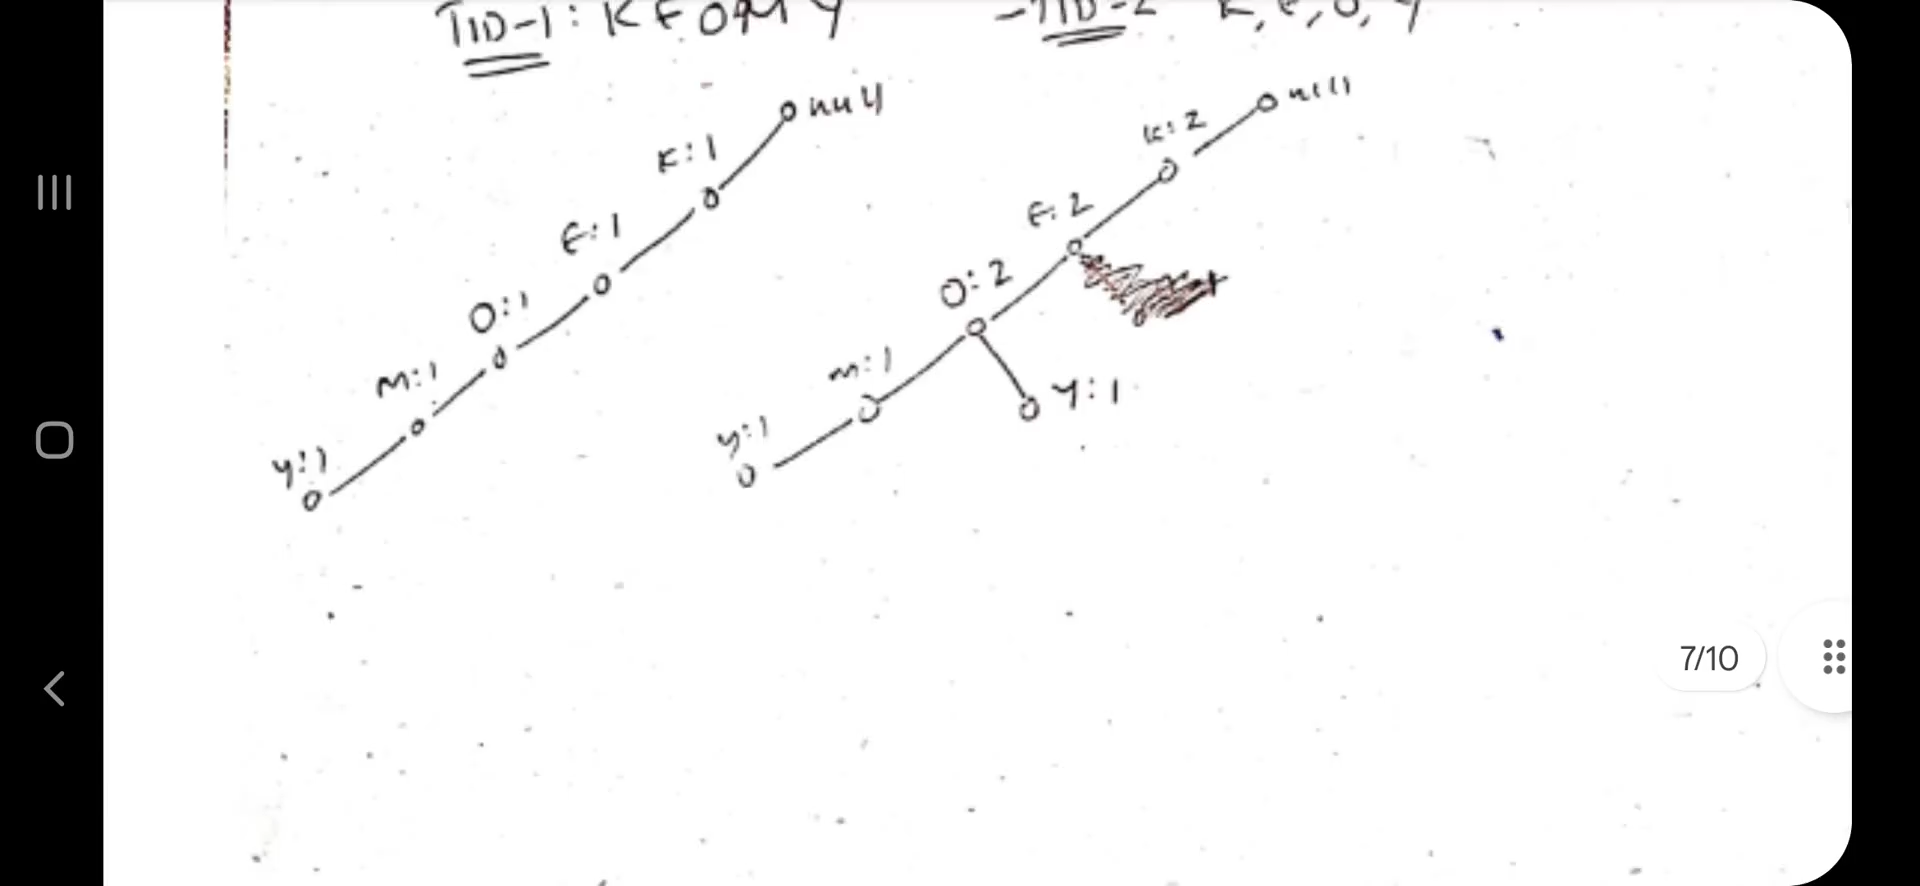 TID-1: K E O M Y
-TID-2 K, E, O, Y
null
null
K:1
K:2
E:1
E:2
O:1
O:2
M:1
m:1
Y:1
y:1
y:1
7/10